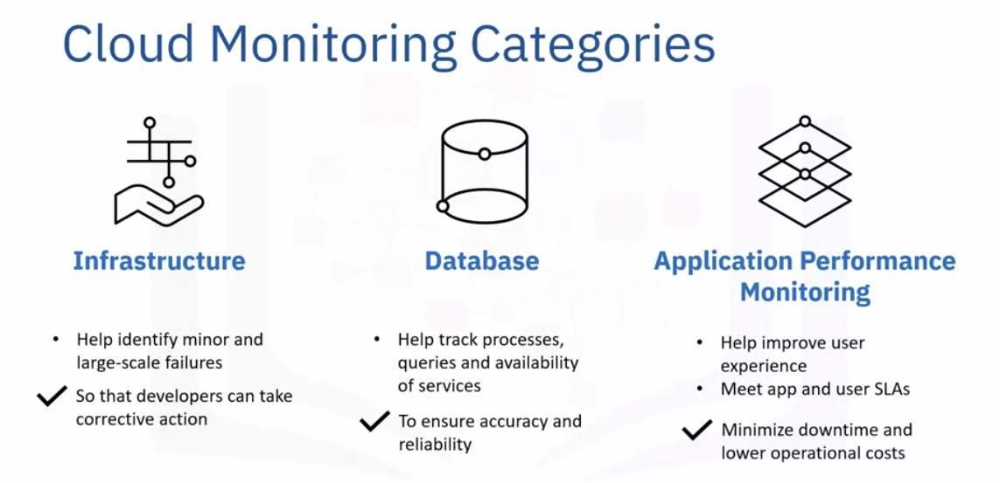 Cloud Monitoring Categories
Infrastructure
• Help identify minor and
large-scale failures
So that developers can take
corrective action
Database
• Help track processes,
queries and availability
of services
To ensure accuracy and
reliability
Application Performance
Monitoring
• Help improve user
experience
• Meet app and user SLAs
Minimize downtime and
lower operational costs